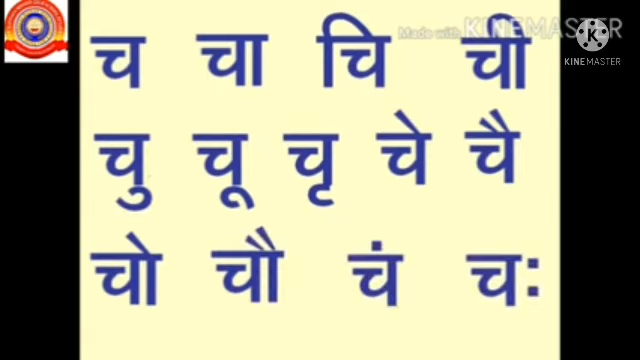 च चा चि ची
Made with KINEMASTER
KINEMASTER
चु चू चृ चे चै
चो चौ चं चः